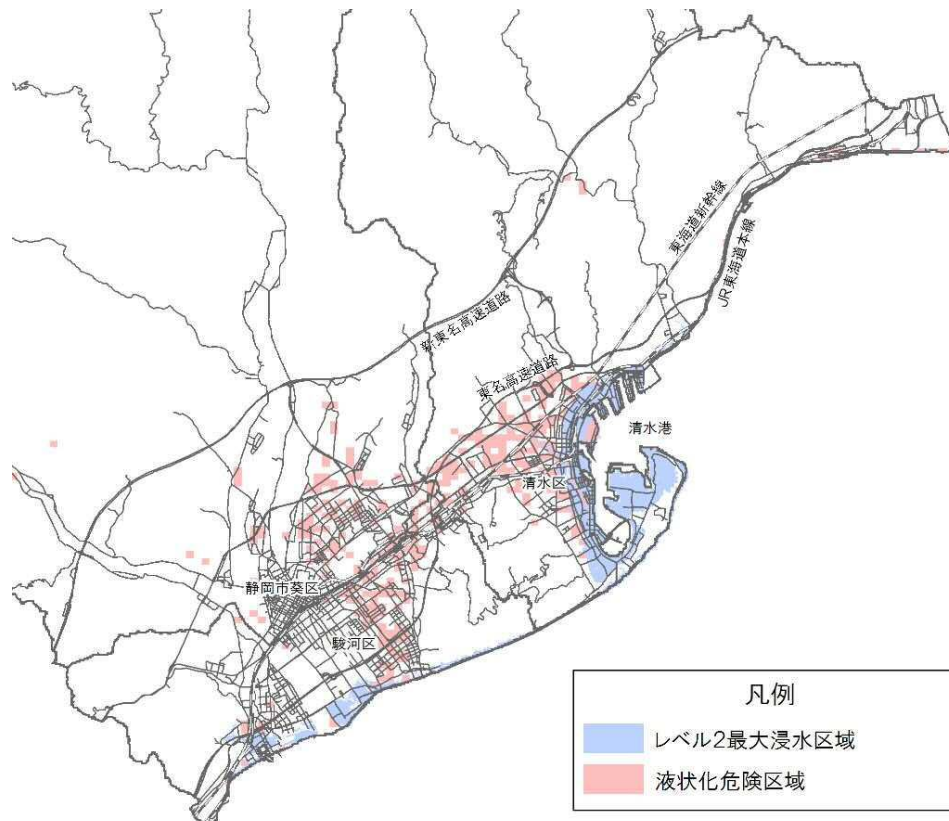 東海道新幹線
JR東海道本線
新東名高速道路
東名高速道路
清水港
清水区
静岡市葵区
駿河区
凡例
レベル2最大浸水区域
液状化危険区域